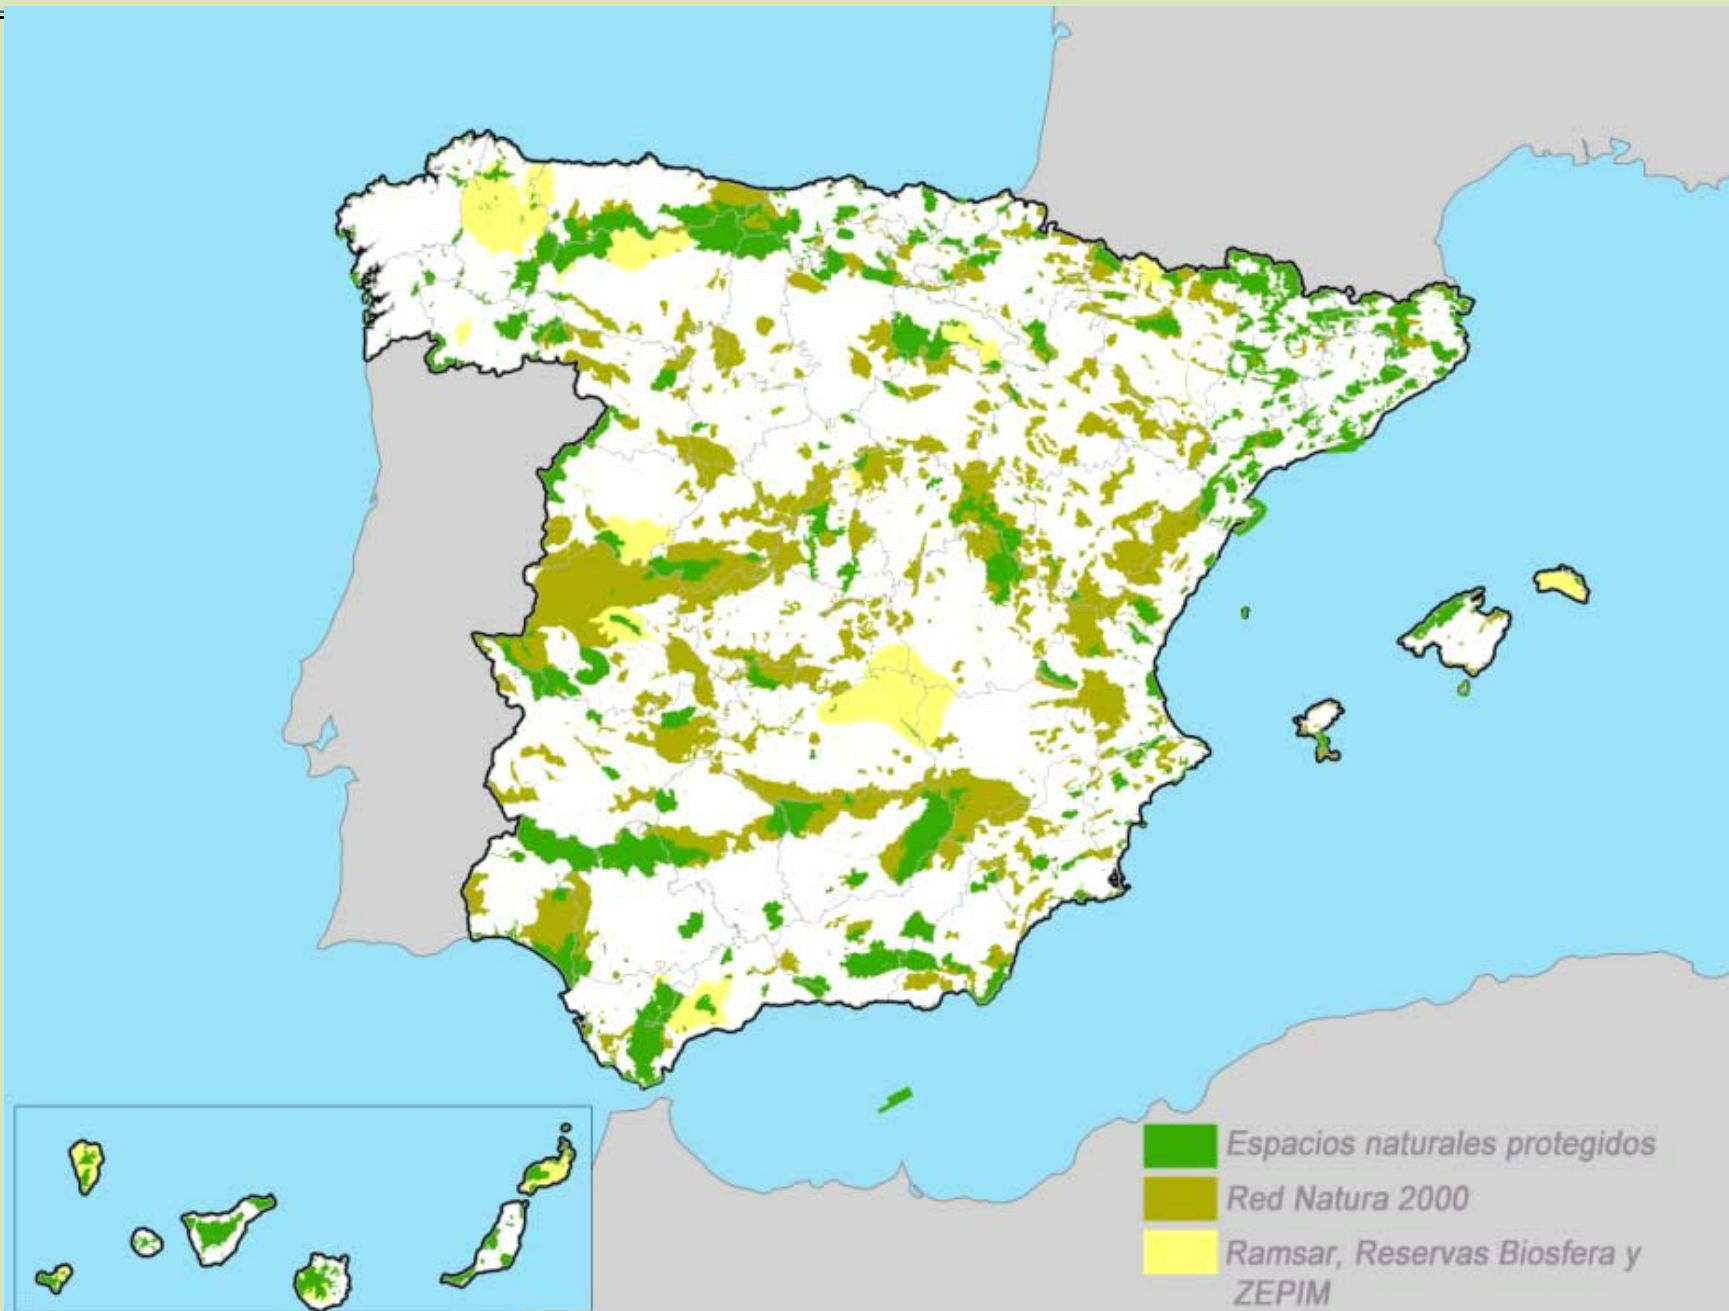 Espacios naturales protegidos
Red Natura 2000
Ramsar, Reservas Biosfera y
ZEPIM